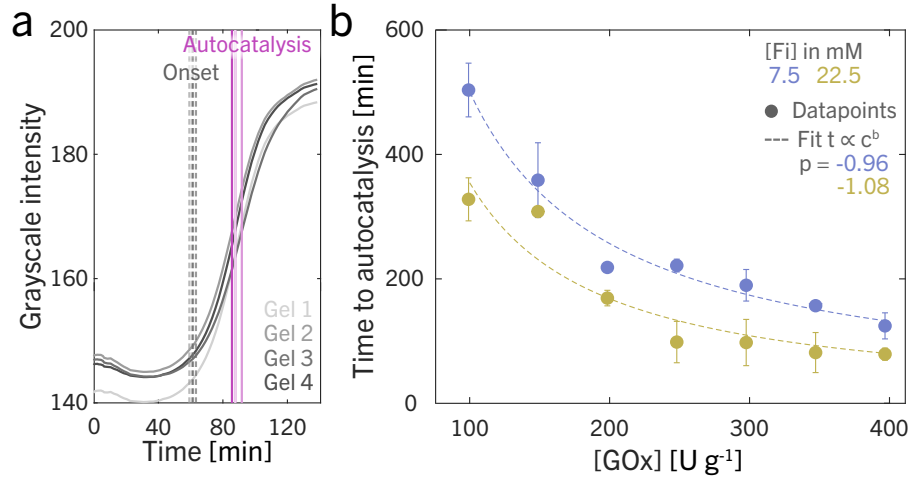 a
200
180
160
140
Grayscale intensity
Autocatalysis
Onset
Gel 1
Gel 2
Gel 3
Gel 4
0 40 80 120
Time [min]
b
600
400
200
0
Time to autocatalysis [min]
[Fi] in mM
7.5 22.5
Datapoints
Fit t ∝ cᵇ
p = -0.96
-1.08
100 200 300 400
[GOx] [U g⁻¹]